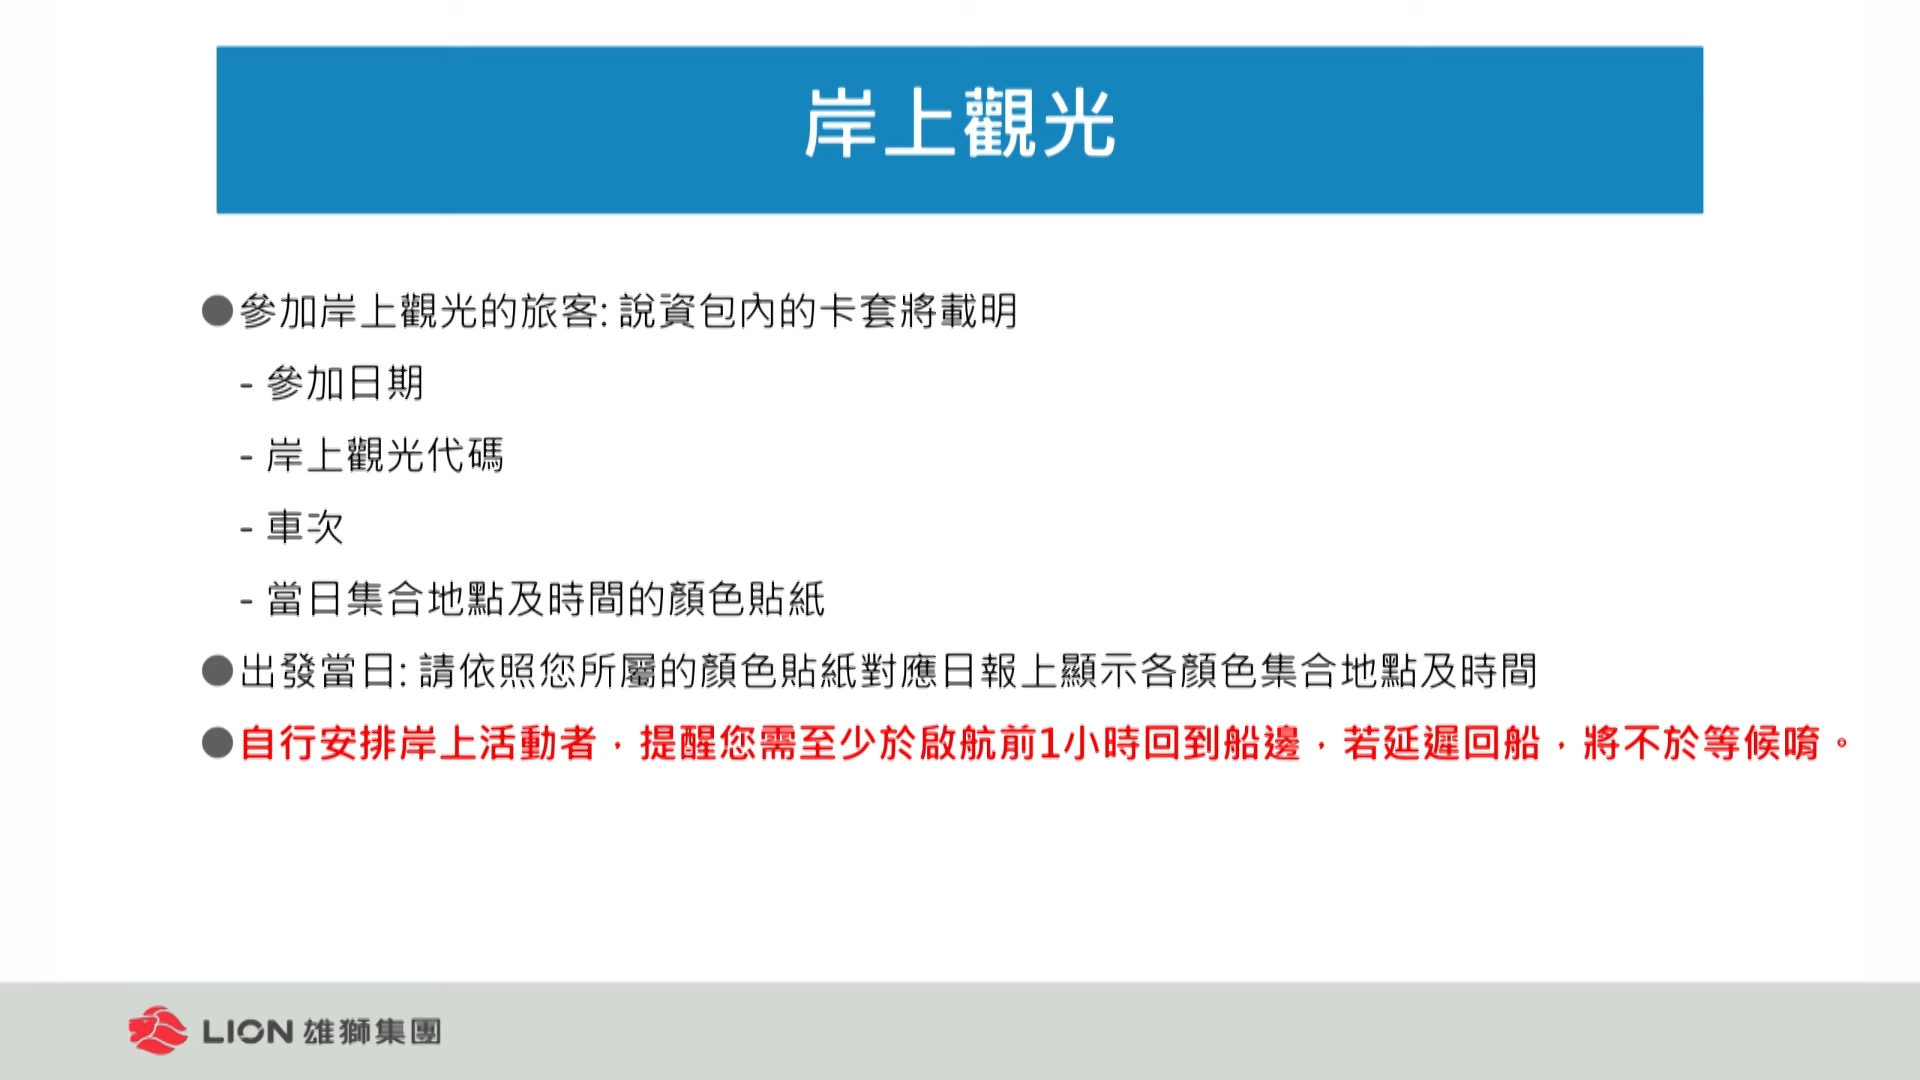 岸上觀光
●參加岸上觀光的旅客: 說資包內的卡套將載明
- 參加日期
- 岸上觀光代碼
- 車次
- 當日集合地點及時間的顏色貼紙
●出發當日: 請依照您所屬的顏色貼紙對應日報上顯示各顏色集合地點及時間
●自行安排岸上活動者，提醒您需至少於啟航前1小時回到船邊，若延遲回船，將不於等候唷。
LION 雄獅集團